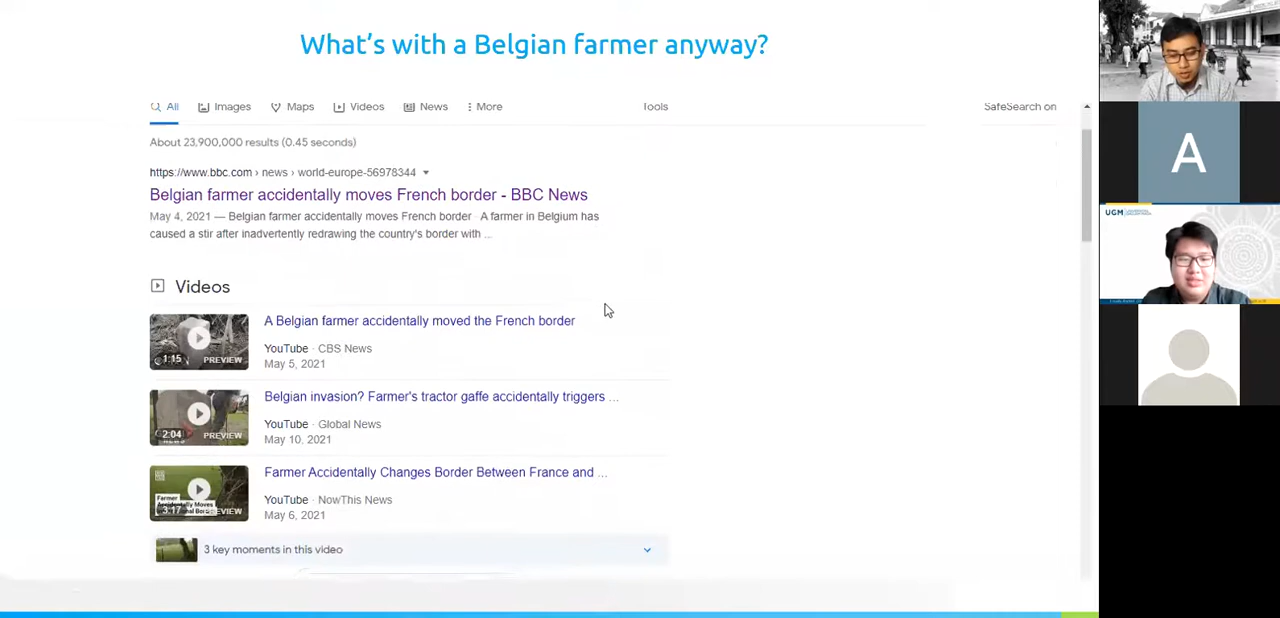 What's with a Belgian farmer anyway?
All Images Maps Videos News More Tools SafeSearch on
About 23,900,000 results (0.45 seconds)
https://www.bbc.com › news › world-europe-56978344
Belgian farmer accidentally moves French border - BBC News
May 4, 2021 — Belgian farmer accidentally moves French border · A farmer in Belgium has
caused a stir after inadvertently redrawing the country's border with ...
Videos
A Belgian farmer accidentally moved the French border
YouTube · CBS News
May 5, 2021
1:15 PREVIEW
Belgian invasion? Farmer's tractor gaffe accidentally triggers ...
YouTube · Global News
May 10, 2021
2:04 PREVIEW
Farmer Accidentally Changes Border Between France and ...
YouTube · NowThis News
May 6, 2021
Farmer
3:17 PREVIEW
3 key moments in this video
A
UGM